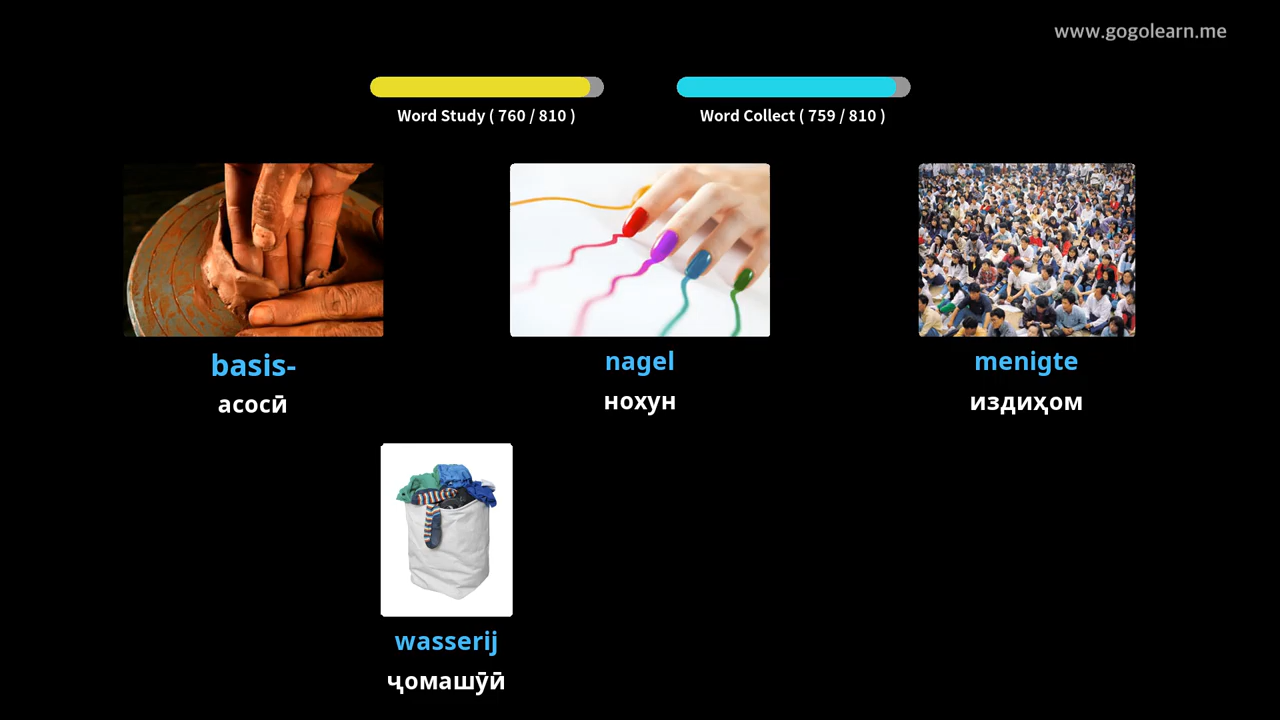 www.gogolearn.me
Word Study ( 760 / 810 )
Word Collect ( 759 / 810 )
basis-
асосӣ
nagel
нохун
menigte
издиҳом
wasserij
ҷомашӯӣ